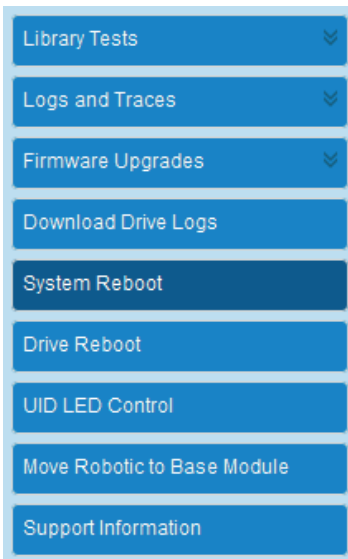 Library Tests
Logs and Traces
Firmware Upgrades
Download Drive Logs
System Reboot
Drive Reboot
UID LED Control
Move Robotic to Base Module
Support Information